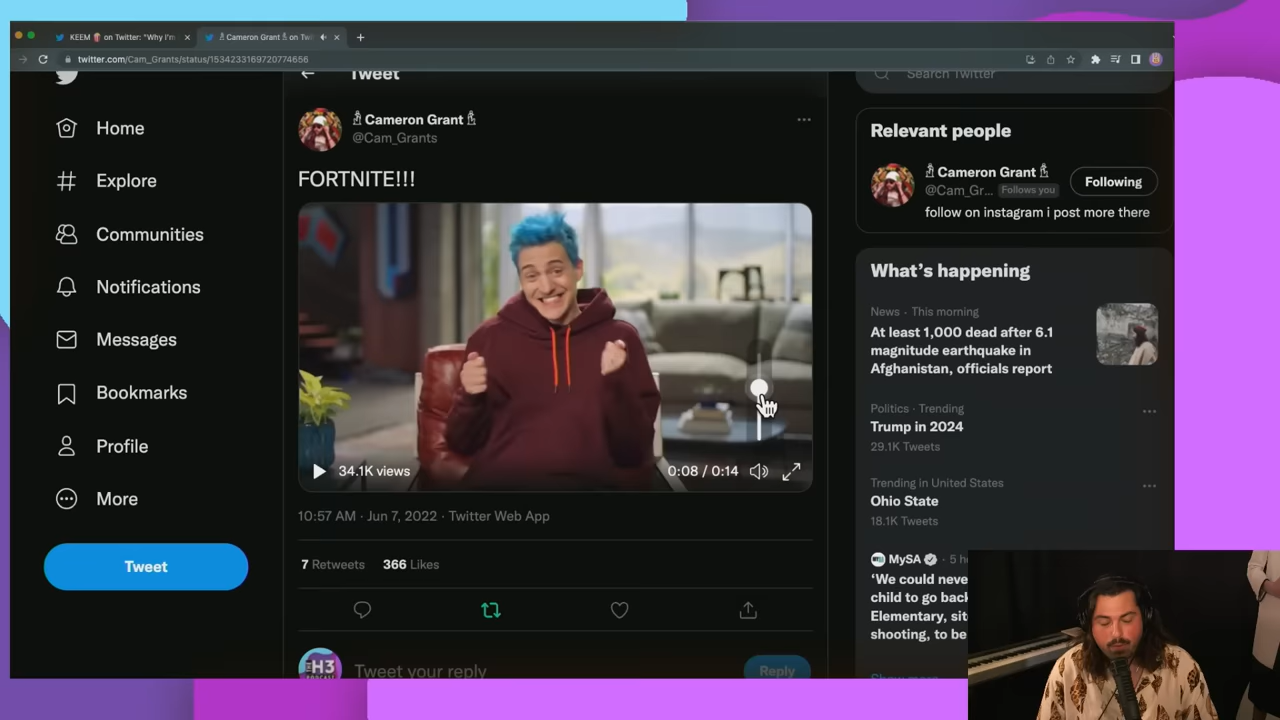 KEEM 🍿 on Twitter: "Why I'm
Cameron Grant on Twi
twitter.com/Cam_Grants/status/1534233169720774656
Home
Explore
Communities
Notifications
Messages
Bookmarks
Profile
More
Tweet
Tweet
Cameron Grant
@Cam_Grants
FORTNITE!!!
34.1K views
0:08 / 0:14
10:57 AM · Jun 7, 2022 · Twitter Web App
7 Retweets 366 Likes
H3
Tweet your reply
Reply
Search Twitter
Relevant people
Cameron Grant
@Cam_Gr... Follows you
Following
follow on instagram i post more there
What's happening
News · This morning
At least 1,000 dead after 6.1
magnitude earthquake in
Afghanistan, officials report
Politics · Trending
Trump in 2024
29.1K Tweets
Trending in United States
Ohio State
18.1K Tweets
MySA · 5 h
'We could neve
child to go back
Elementary, sit
shooting, to be